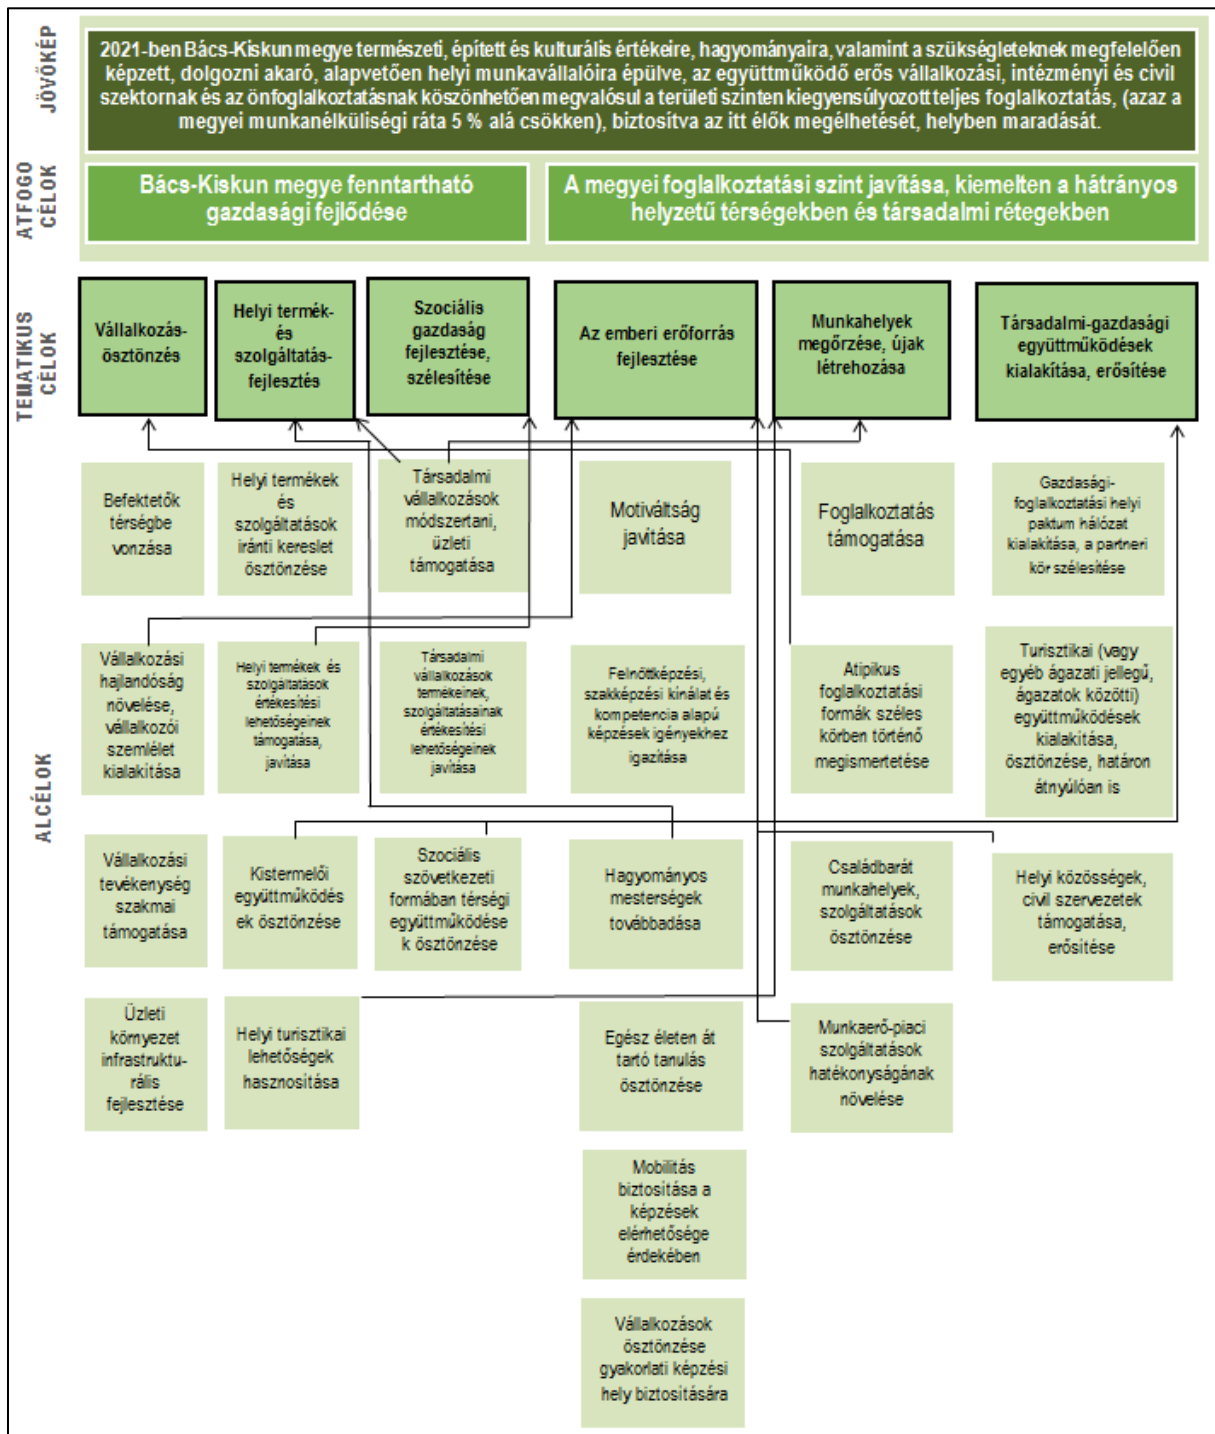 JÖVŐKÉP
2021-ben Bács-Kiskun megye természeti, épített és kulturális értékeire, hagyományaira, valamint a szükségleteknek megfelelően
képzett, dolgozni akaró, alapvetően helyi munkavállalóira épülve, az együttműködő erős vállalkozási, intézményi és civil
szektornak és az önfoglalkoztatásnak köszönhetően megvalósul a területi szinten kiegyensúlyozott teljes foglalkoztatás, (azaz a
megyei munkanélküliségi ráta 5 % alá csökken), biztosítva az itt élők megélhetését, helyben maradását.
ÁTFOGÓ
CÉLOK
Bács-Kiskun megye fenntartható
gazdasági fejlődése
A megyei foglalkoztatási szint javítása, kiemelten a hátrányos
helyzetű térségekben és társadalmi rétegekben
TEMATIKUS
CÉLOK
Vállalkozás-
ösztönzés
Helyi termék-
és
szolgáltatás-
fejlesztés
Szociális
gazdaság
fejlesztése,
szélesítése
Az emberi erőforrás
fejlesztése
Munkahelyek
megőrzése, újak
létrehozása
Társadalmi-gazdasági
együttműködések
kialakítása, erősítése
ALCÉLOK
Befektetők
térségbe
vonzása
Helyi termékek
és
szolgáltatások
iránti kereslet
ösztönzése
Társadalmi
vállalkozások
módszertani,
üzleti
támogatása
Motiváltság
javítása
Foglalkoztatás
támogatása
Gazdasági-
foglalkoztatási helyi
paktum hálózat
kialakítása, a partneri
kör szélesítése
Vállalkozási
hajlandóság
növelése,
vállalkozói
szemlélet
kialakítása
Helyi termékek és
szolgáltatások
értékesítési
lehetőségeinek
támogatása,
javítása
Társadalmi
vállalkozások
termékeinek,
szolgáltatásainak
értékesítési
lehetőségeinek
javítása
Felnőttképzési,
szakképzési kínálat és
kompetencia alapú
képzések igényekhez
igazítása
Atipikus
foglalkoztatási
formák széles
körben történő
megismertetése
Turisztikai (vagy
egyéb ágazati jellegű,
ágazatok közötti)
együttműködések
kialakítása,
ösztönzése, határon
átnyúlóan is
Vállalkozási
tevékenység
szakmai
támogatása
Kistermelői
együttműködés
ek ösztönzése
Szociális
szövetkezeti
formában térségi
együttműködése
k ösztönzése
Hagyományos
mesterségek
továbbadása
Családbarát
munkahelyek,
szolgáltatások
ösztönzése
Helyi közösségek,
civil szervezetek
támogatása,
erősítése
Üzleti
környezet
infrastruktu-
rális
fejlesztése
Helyi turisztikai
lehetőségek
hasznosítása
Egész életen át
tartó tanulás
ösztönzése
Munkaerő-piaci
szolgáltatások
hatékonyságának
növelése
Mobilitás
biztosítása a
képzések
elérhetősége
érdekében
Vállalkozások
ösztönzése
gyakorlati képzési
hely biztosítására